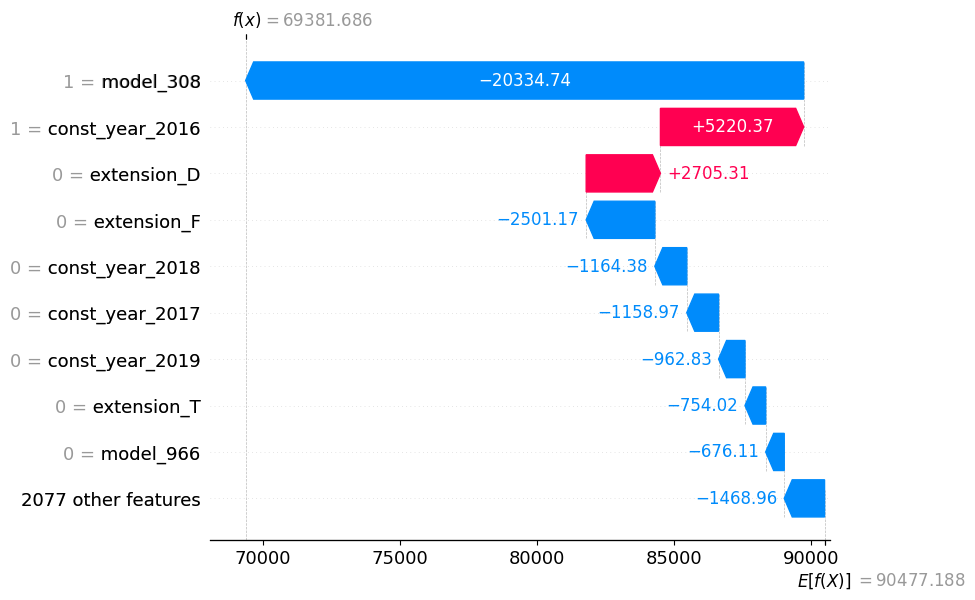 f(x) = 69381.686
1 = model_308
−20334.74
1 = const_year_2016
+5220.37
0 = extension_D
+2705.31
0 = extension_F
−2501.17
0 = const_year_2018
−1164.38
0 = const_year_2017
−1158.97
0 = const_year_2019
−962.83
0 = extension_T
−754.02
0 = model_966
−676.11
2077 other features
−1468.96
70000 75000 80000 85000 90000
E[f(X)] = 90477.188